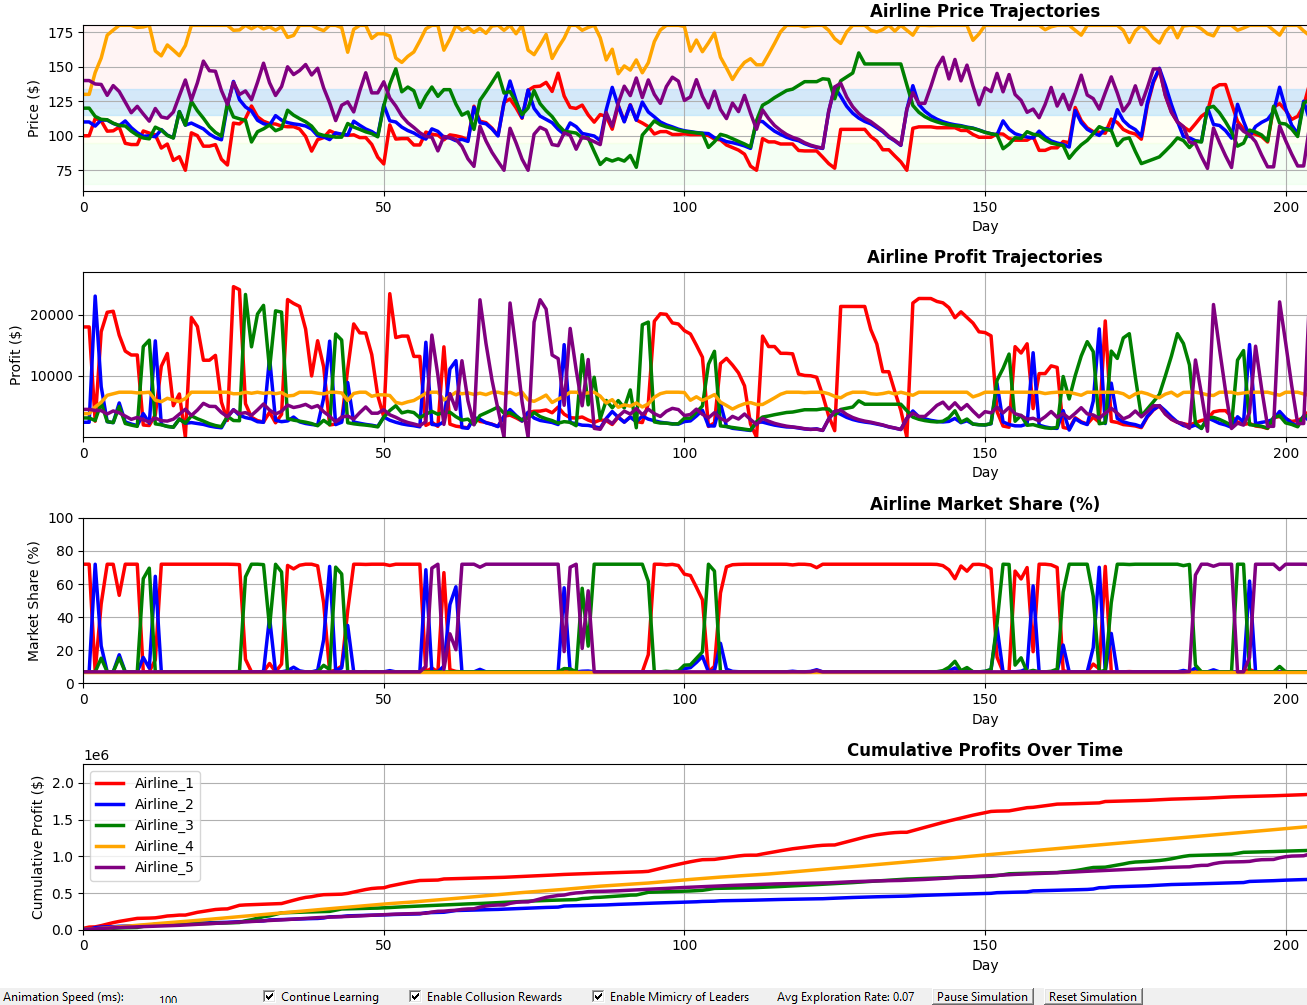 Airline Price Trajectories
Price ($)
175
150
125
100
75
0 50 100 150 200
Day
Airline Profit Trajectories
Profit ($)
20000
10000
0 50 100 150 200
Day
Airline Market Share (%)
Market Share (%)
100
80
60
40
20
0
0 50 100 150 200
Day
Cumulative Profits Over Time
1e6
Cumulative Profit ($)
2.0
1.5
1.0
0.5
0.0
Airline_1
Airline_2
Airline_3
Airline_4
Airline_5
0 50 100 150 200
Day
Animation Speed (ms): 100 Continue Learning Enable Collusion Rewards Enable Mimicry of Leaders Avg Exploration Rate: 0.07 Pause Simulation Reset Simulation